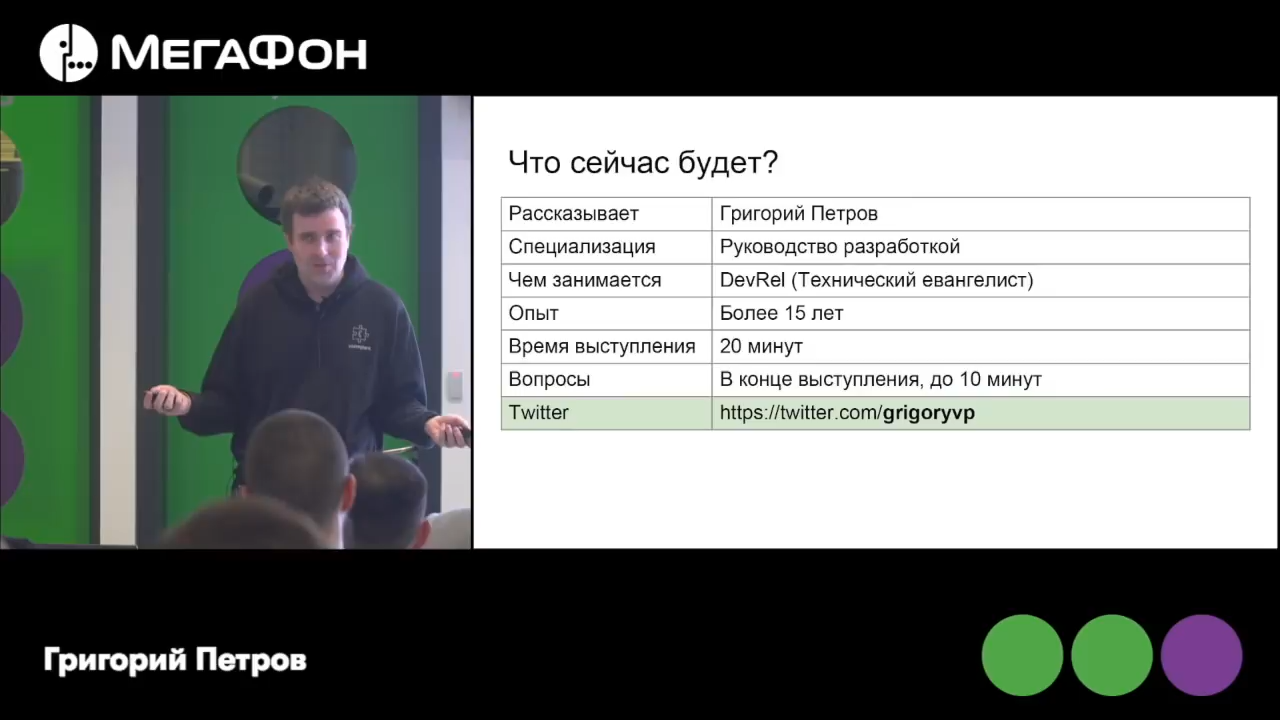 МегаФон
Что сейчас будет?
Рассказывает Григорий Петров
Специализация Руководство разработкой
Чем занимается DevRel (Технический евангелист)
Опыт Более 15 лет
Время выступления 20 минут
Вопросы В конце выступления, до 10 минут
Twitter https://twitter.com/grigoryvp
Григорий Петров